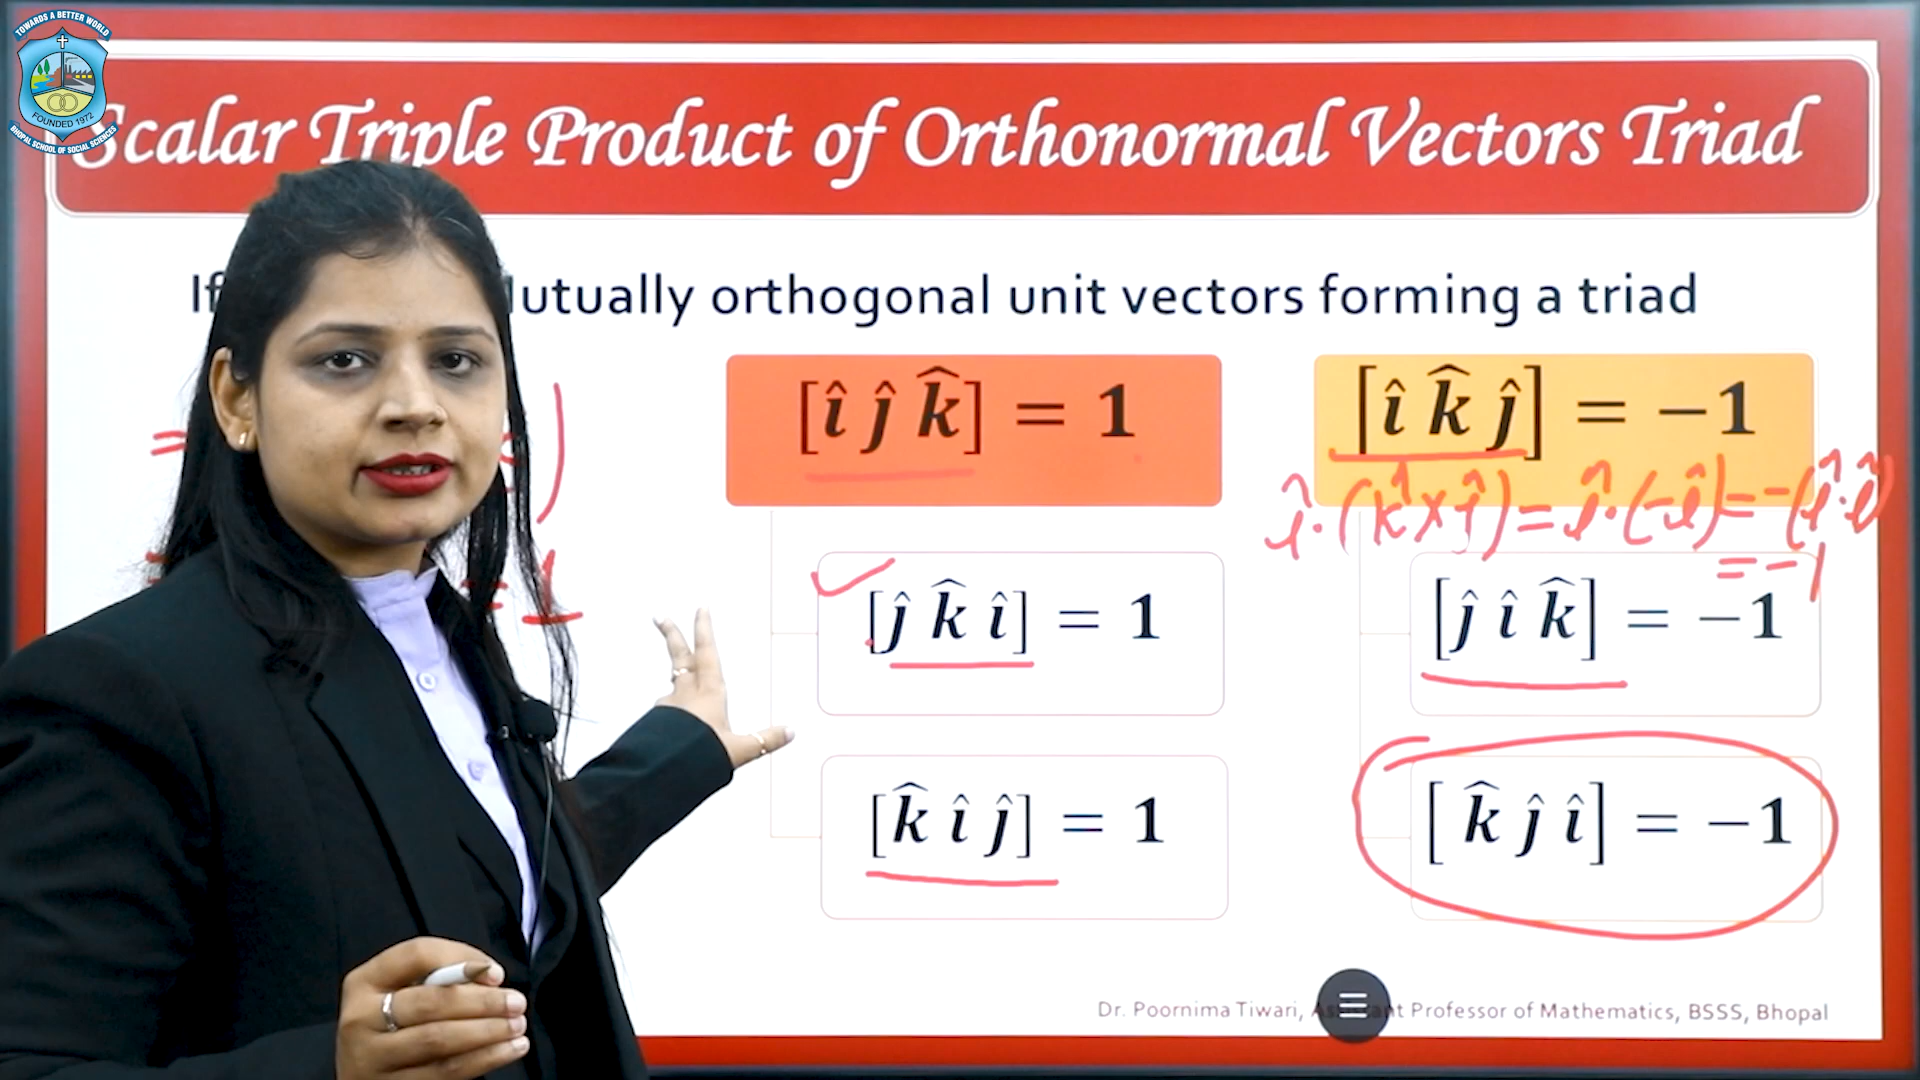 TOWARDS A BETTER WORLD
FOUNDED 1972
BHOPAL SCHOOL OF SOCIAL SCIENCES
Scalar Triple Product of Orthonormal Vectors Triad
If utually orthogonal unit vectors forming a triad
[î ĵ k̂] = 1
[î k̂ ĵ] = −1
î·(k̂×ĵ) = î·(−î) = −(î·î)
= −1
= )
= 1
[ĵ k̂ î] = 1
[ĵ î k̂] = −1
[k̂ î ĵ] = 1
[ k̂ ĵ î] = −1
Dr. Poornima Tiwari, Assistant Professor of Mathematics, BSSS, Bhopal